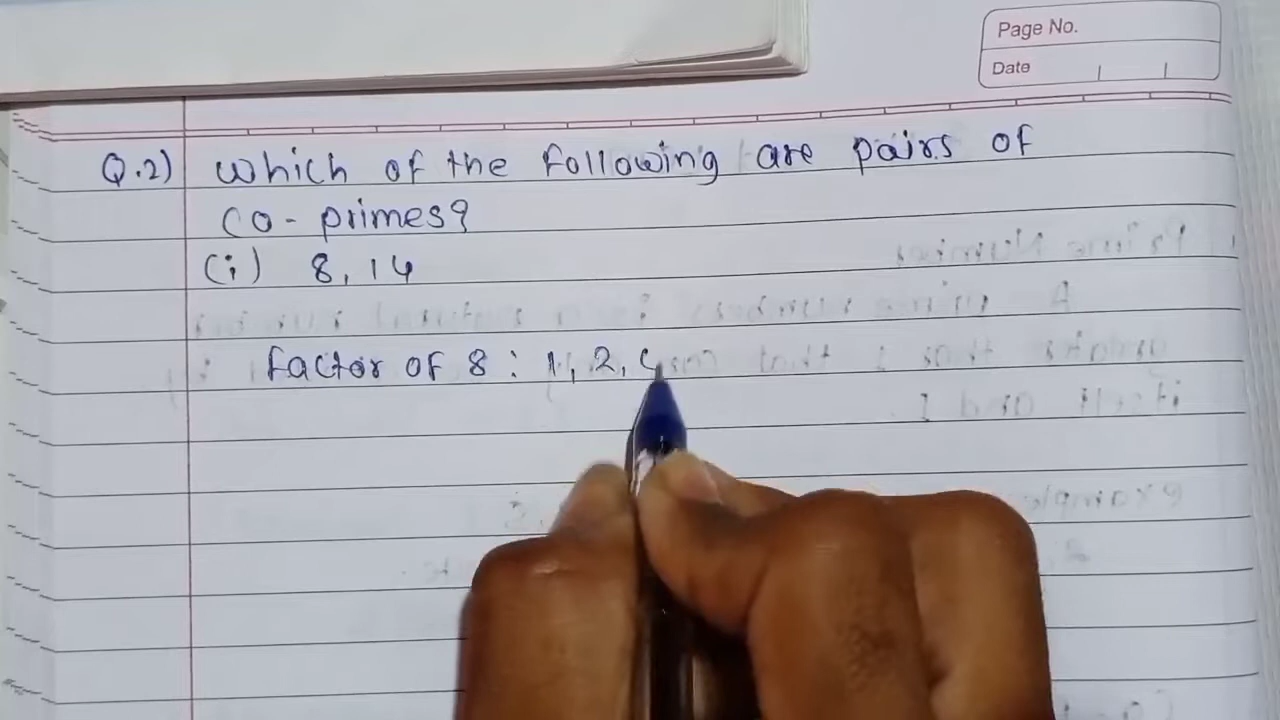 Page No.
Date
Q.2) Which of the following are pairs of
co-primes?
(i) 8, 14
factor of 8 : 1, 2, 4